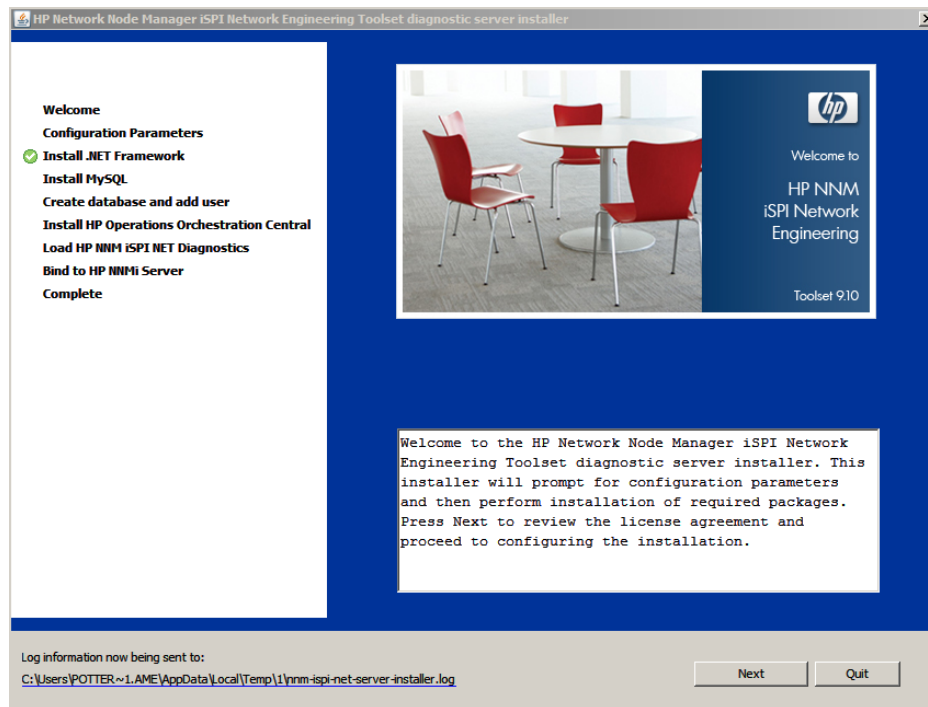 HP Network Node Manager iSPI Network Engineering Toolset diagnostic server installer
Welcome
Configuration Parameters
Install .NET Framework
Install MySQL
Create database and add user
Install HP Operations Orchestration Central
Load HP NNM iSPI NET Diagnostics
Bind to HP NNMi Server
Complete
hp
Welcome to
HP NNM
iSPI Network
Engineering
Toolset 9.10
Welcome to the HP Network Node Manager iSPI Network
Engineering Toolset diagnostic server installer. This
installer will prompt for configuration parameters
and then perform installation of required packages.
Press Next to review the license agreement and
proceed to configuring the installation.
Log information now being sent to:
C:\Users\POTTER~1.AME\AppData\Local\Temp\1\nnm-ispi-net-server-installer.log
Next
Quit